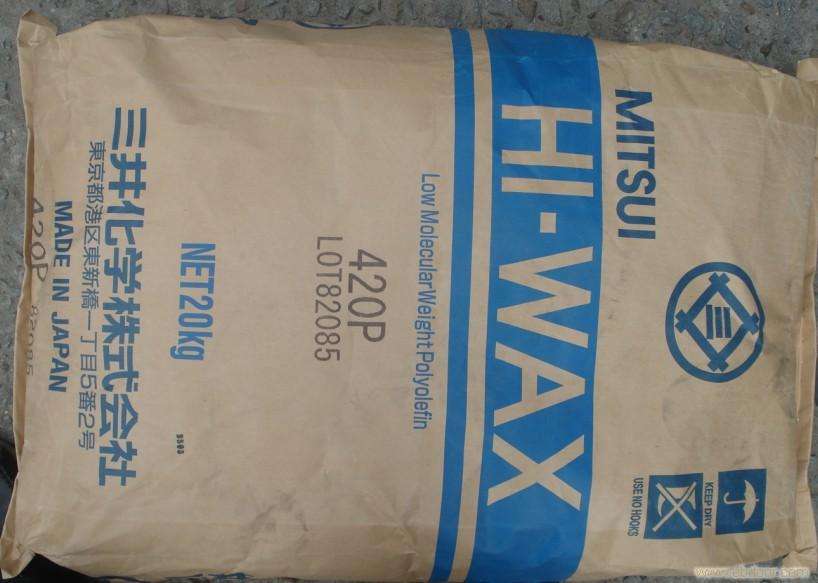 MITSUI
HI-WAX
Low Molecular Weight Polyolefin
420P
LOT82085
NET20kg
三井化学株式会社
東京都港区東新橋一丁目5番2号
MADE IN JAPAN
420P 82085
KEEP DRY
USE NO HOOKS